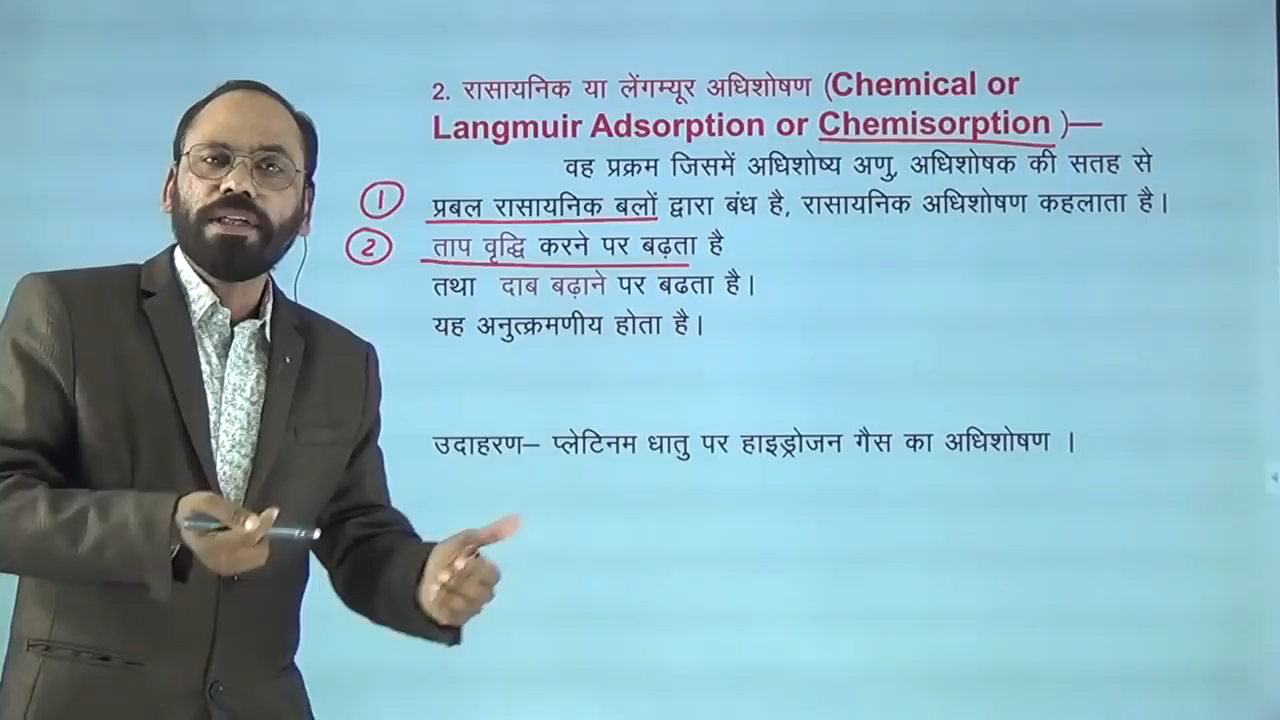 2. रासायनिक या लेंगम्यूर अधिशोषण (Chemical or
Langmuir Adsorption or Chemisorption )—
वह प्रक्रम जिसमें अधिशोष्य अणु, अधिशोषक की सतह से
1 प्रबल रासायनिक बलों द्वारा बंध है, रासायनिक अधिशोषण कहलाता है।
2 ताप वृद्धि करने पर बढ़ता है
तथा दाब बढ़ाने पर बढता है।
यह अनुत्क्रमणीय होता है।
उदाहरण– प्लेटिनम धातु पर हाइड्रोजन गैस का अधिशोषण ।